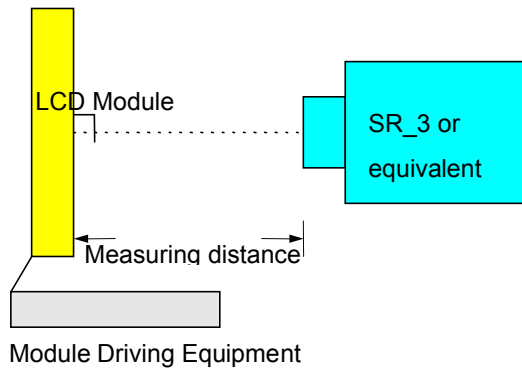 LCD Module
SR_3 or
equivalent
Measuring distance
Module Driving Equipment